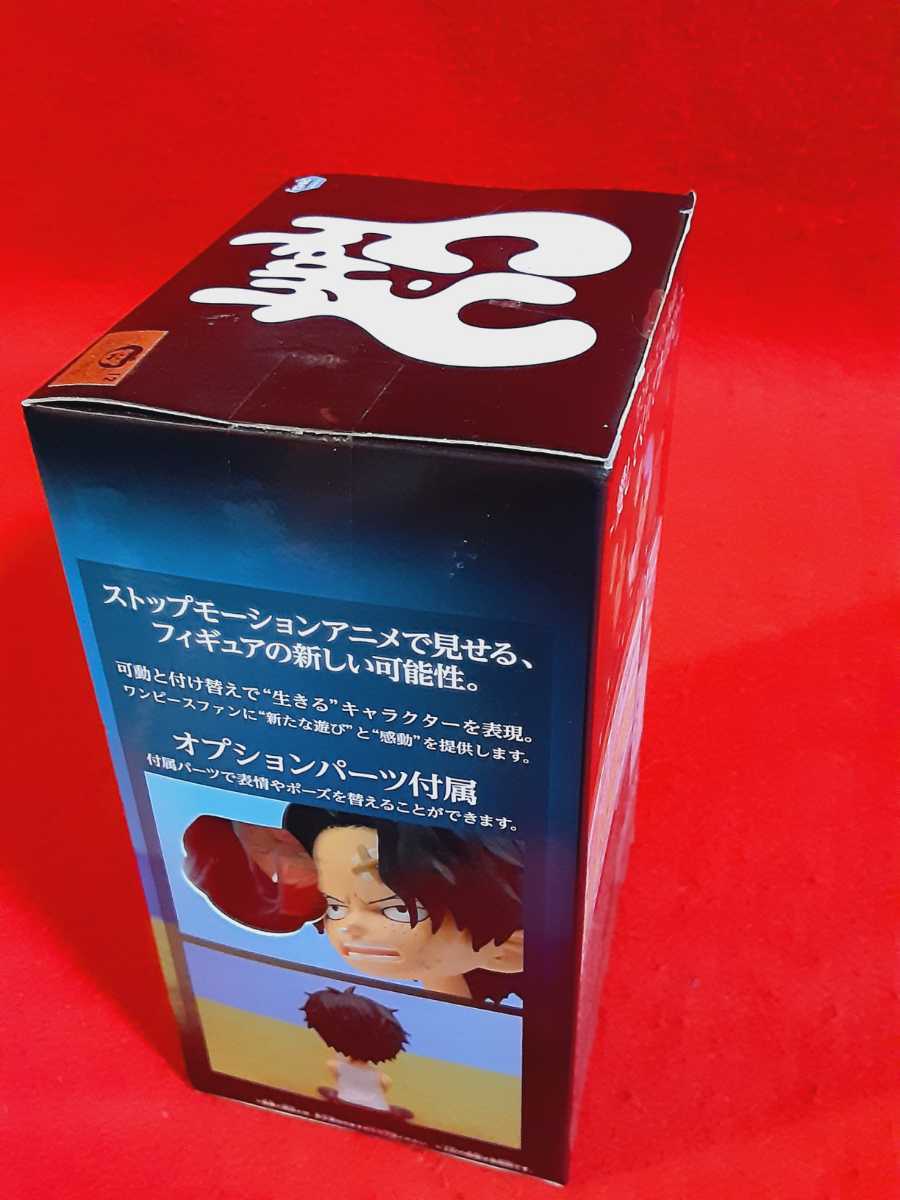 ストップモーションアニメで見せる、
フィギュアの新しい可能性。
可動と付け替えで“生きる”キャラクターを表現。
ワンピースファンに“新たな遊び”と“感動”を提供します。
オプションパーツ付属
付属パーツで表情やポーズを替えることができます。